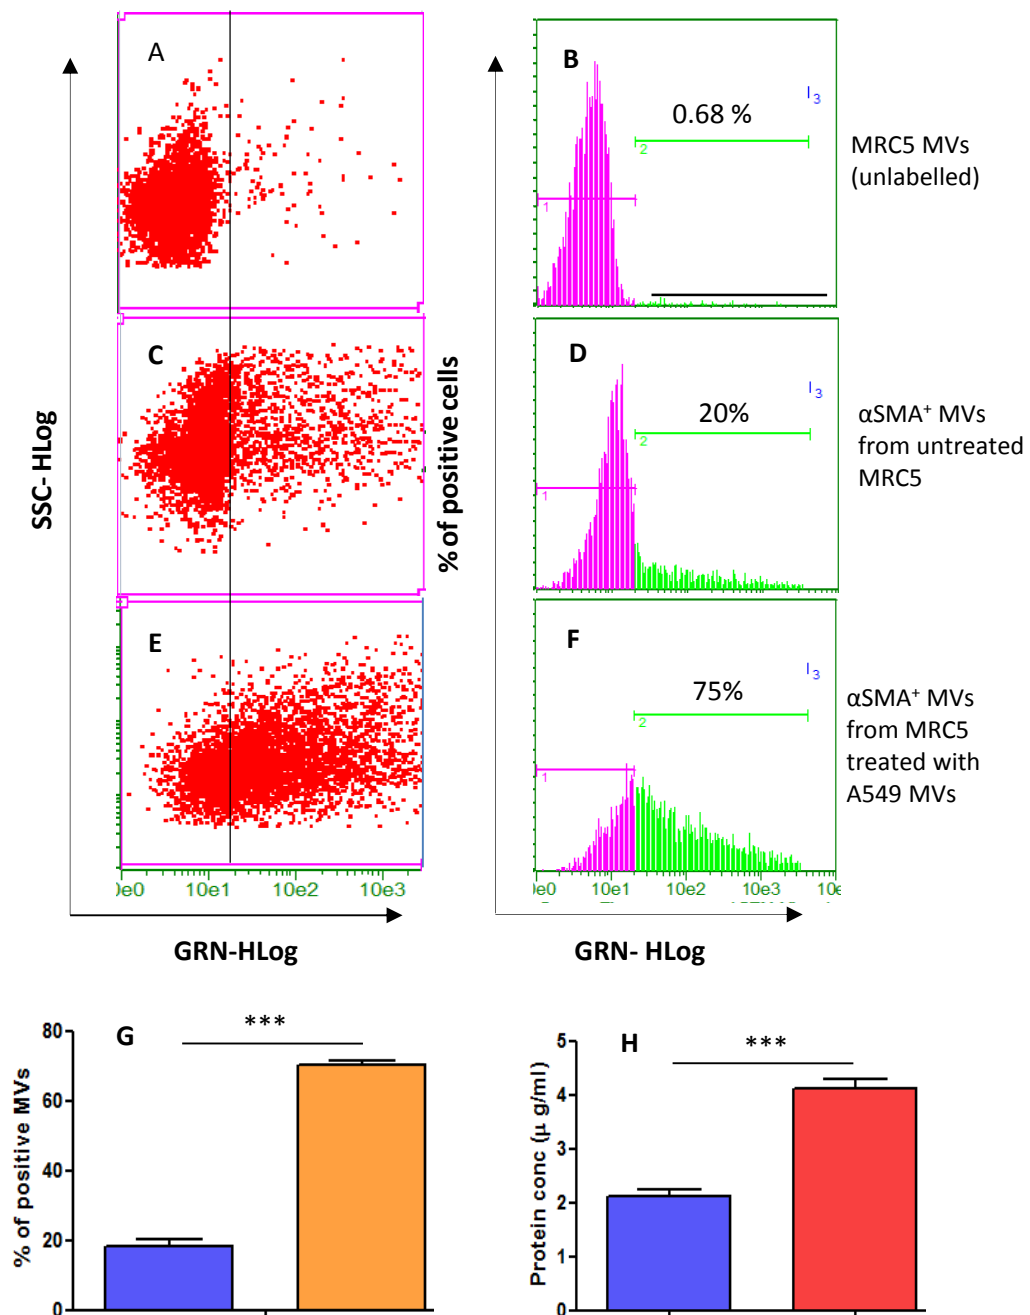 A
B
0.68 %
I3
2
1
MRC5 MVs
(unlabelled)
C
D
20%
I3
2
1
αSMA⁺ MVs
from untreated
MRC5
SSC- HLog
% of positive cells
E
F
75%
I3
2
1
αSMA⁺ MVs
from MRC5
treated with
A549 MVs
10e1 10e2 10e3
10e1 10e2 10e3
GRN-HLog
GRN- HLog
G
***
80
60
40
20
0
% of positive MVs
H
***
5
4
3
2
1
0
Protein conc (μ g/ml)